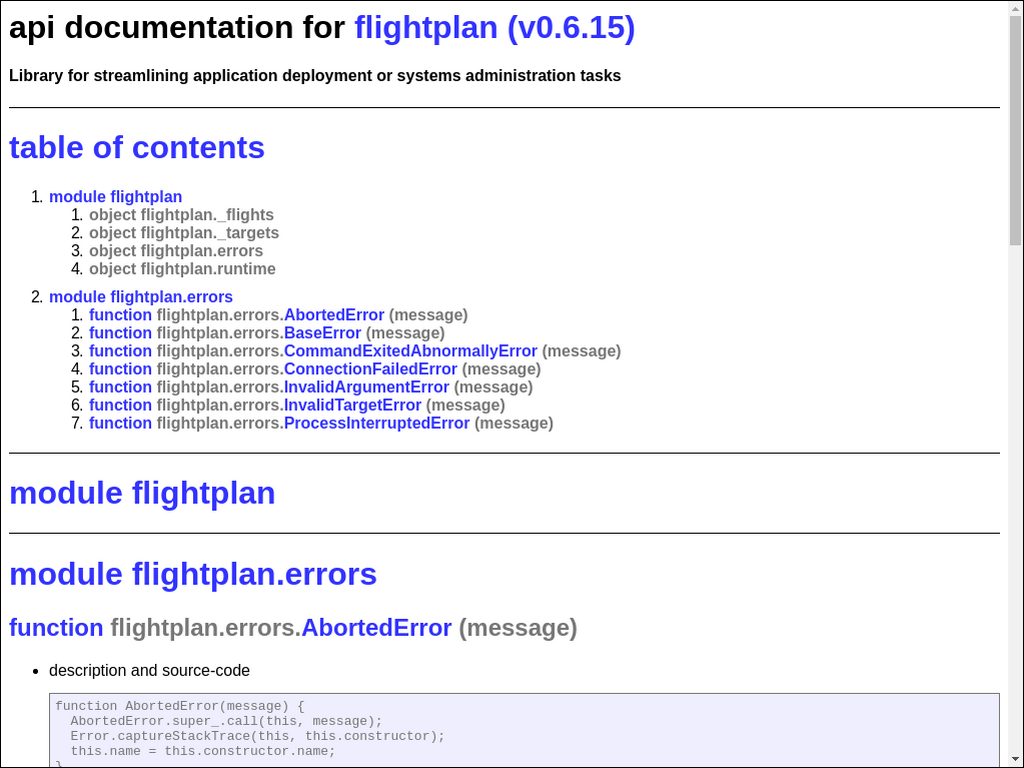 api documentation for flightplan (v0.6.15)
Library for streamlining application deployment or systems administration tasks
table of contents
1. module flightplan
1. object flightplan._flights
2. object flightplan._targets
3. object flightplan.errors
4. object flightplan.runtime
2. module flightplan.errors
1. function flightplan.errors.AbortedError (message)
2. function flightplan.errors.BaseError (message)
3. function flightplan.errors.CommandExitedAbnormallyError (message)
4. function flightplan.errors.ConnectionFailedError (message)
5. function flightplan.errors.InvalidArgumentError (message)
6. function flightplan.errors.InvalidTargetError (message)
7. function flightplan.errors.ProcessInterruptedError (message)
module flightplan
module flightplan.errors
function flightplan.errors.AbortedError (message)
• description and source-code
function AbortedError(message) {
  AbortedError.super_.call(this, message);
  Error.captureStackTrace(this, this.constructor);
  this.name = this.constructor.name;
}